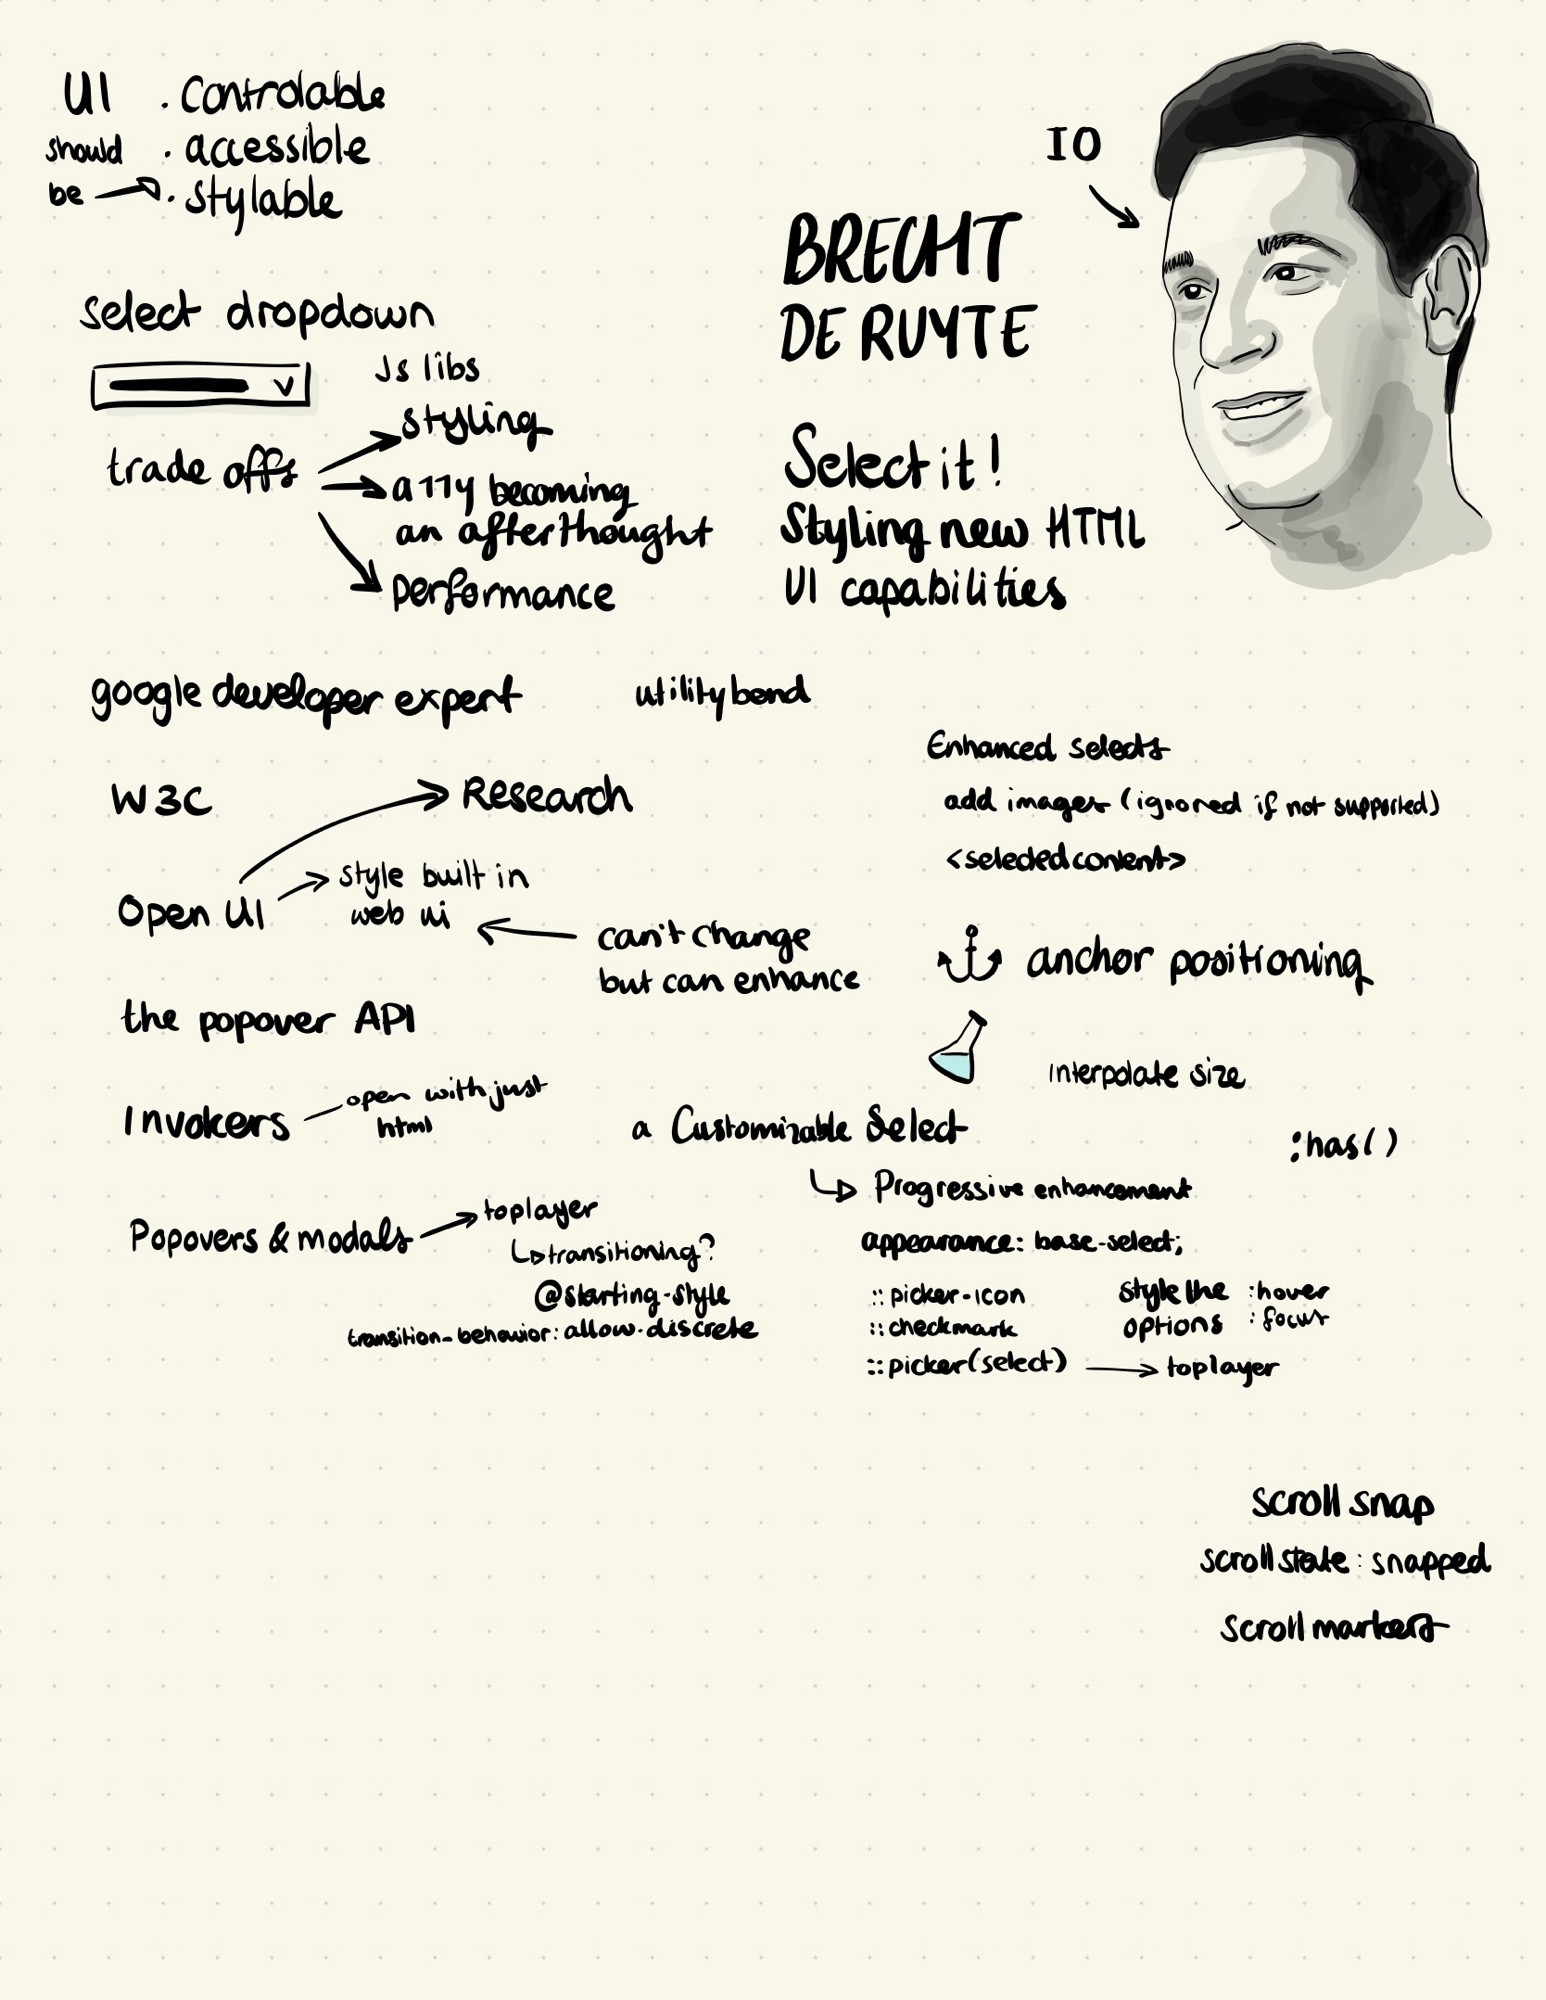 UI . Controlable
should . accessible
be . stylable
IO
BRECHT
DE RUYTE
Select it!
Styling new HTML
UI capabilities
select dropdown
Js libs
trade offs
styling
a11y becoming
an afterthought
performance
google developer expert
utilitybend
W3C
Research
Open UI
style built in
web ui
can't change
but can enhance
the popover API
Invokers
open with just
html
Popovers & modals
toplayer
transitioning?
@starting-style
transition-behavior: allow-discrete
Enhanced selects
add images (ignored if not supported)
<selectedcontent>
anchor positioning
interpolate size
:has()
a Customizable Select
Progressive enhancement
appearance: base-select;
::picker-icon
::checkmark
::picker(select)
toplayer
style the :hover
options :focus
scroll snap
scroll state: snapped
scroll markers